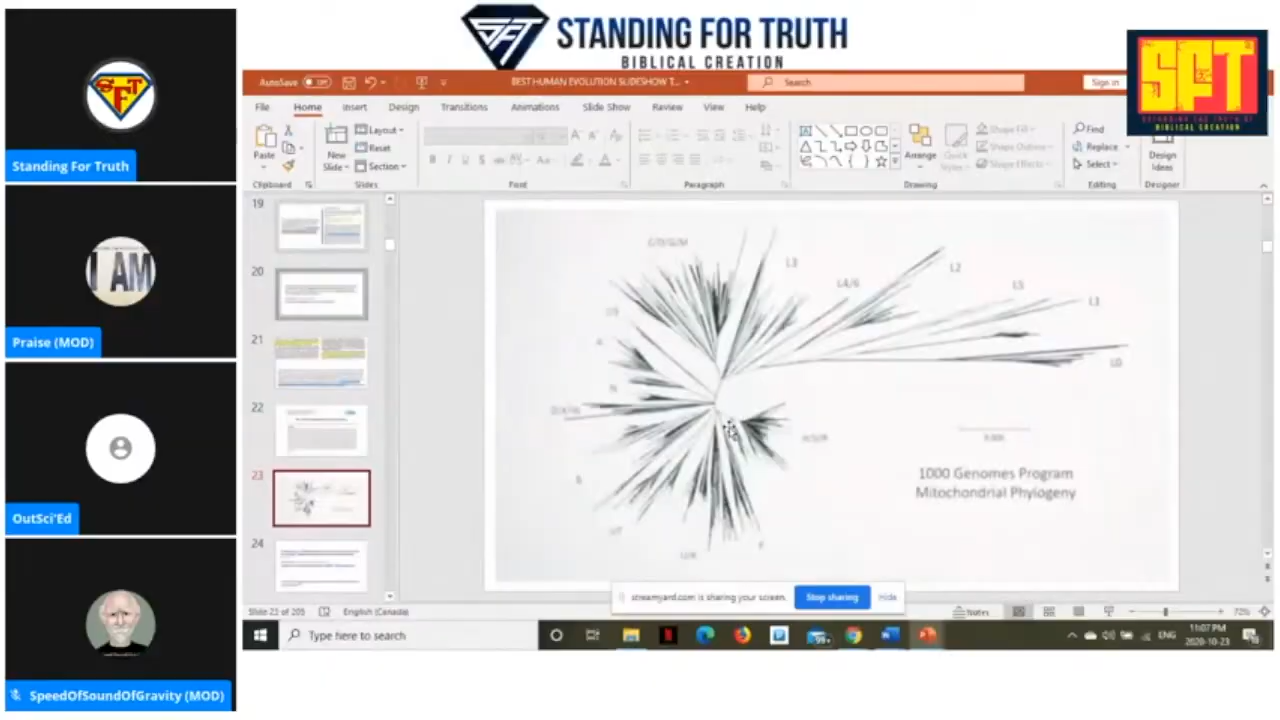 STANDING FOR TRUTH
BIBLICAL CREATION
SFT
Standing For Truth
I AM
Praise (MOD)
OutSci'Ed
SpeedOfSoundOfGravity (MOD)
AutoSave
BEST HUMAN EVOLUTION SLIDESHOW T...
Search
Sign in
File Home Insert Design Transitions Animations Slide Show Review View Help
Paste
New
Slide
Layout
Reset
Section
Arrange
Quick
Styles
Shape Fill
Shape Outline
Shape Effects
Find
Replace
Select
Design
Ideas
Clipboard Slides Font Paragraph Drawing Editing Designer
19
20
21
22
23
24
L3
L4/6
L2
L5
L0
1000 Genomes Program
Mitochondrial Phylogeny
streamyard.com is sharing your screen.
Stop sharing
Hide
English (Canada)
Notes
72%
Type here to search
99+
ENG
11:07 PM
2020-10-23